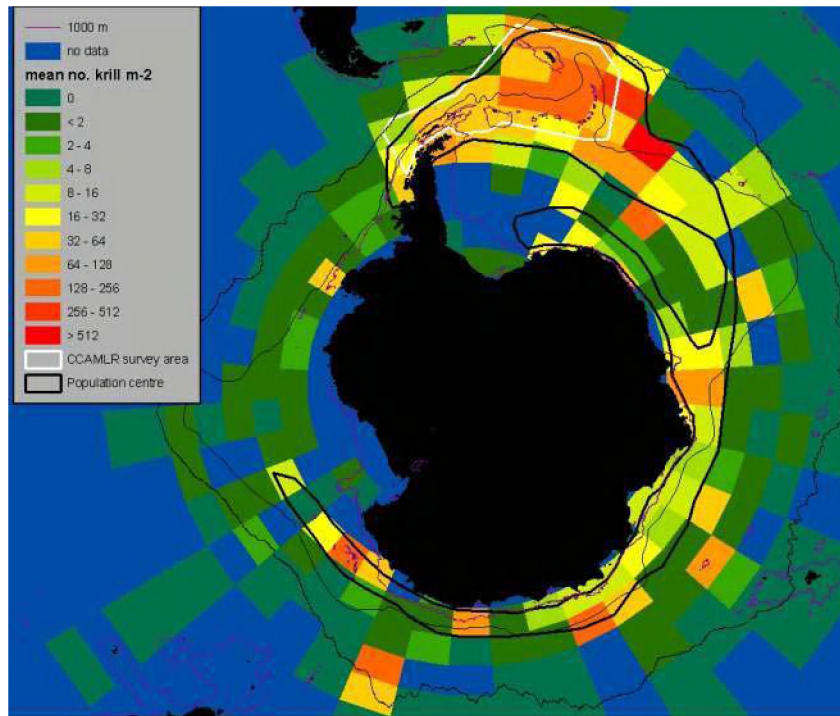 1000 m
no data
mean no. krill m-2
0
< 2
2 - 4
4 - 8
8 - 16
16 - 32
32 - 64
64 - 128
128 - 256
256 - 512
> 512
CCAMLR survey area
Population centre